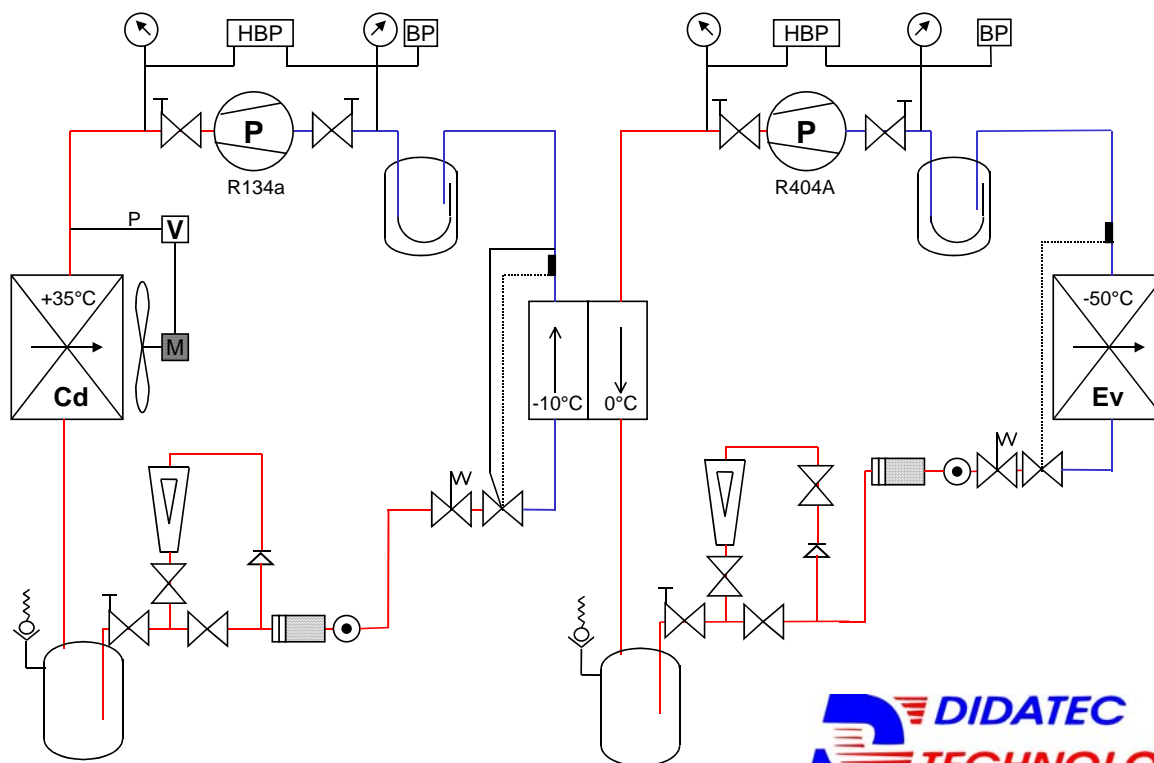 HBP
BP
HBP
BP
P
P
R134a
R404A
P
V
+35°C
-50°C
M
Cd
-10°C
0°C
Ev
DIDATEC